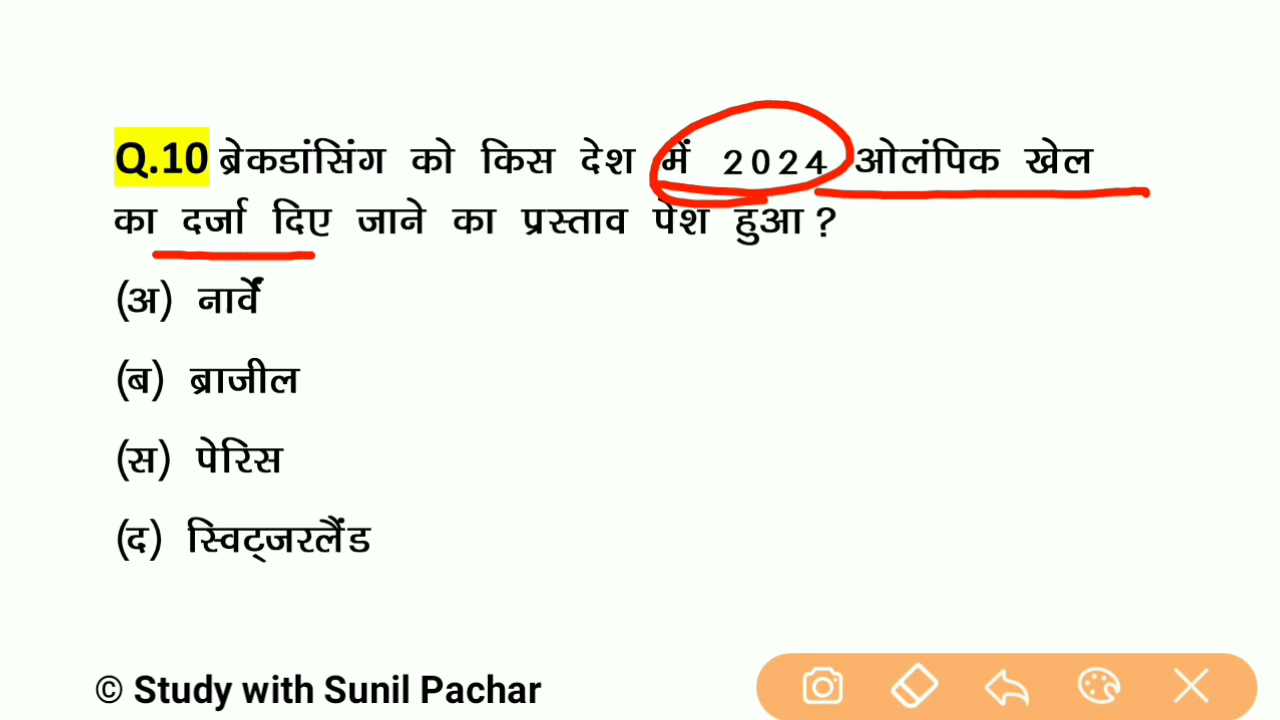 Q.10 ब्रेकडांसिंग को किस देश में 2024 ओलंपिक खेल
का दर्जा दिए जाने का प्रस्ताव पेश हुआ?
(अ) नार्वें
(ब) ब्राजील
(स) पेरिस
(द) स्विट्जरलैंड
© Study with Sunil Pachar